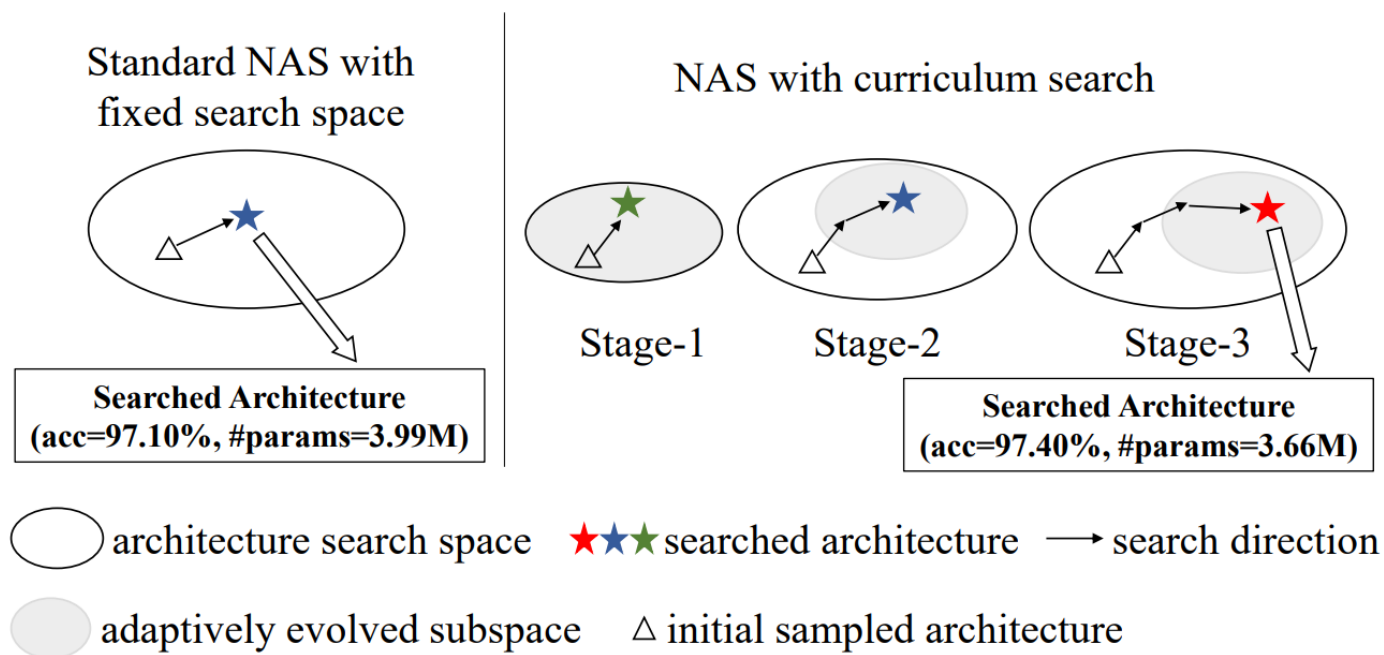 Standard NAS with
fixed search space
NAS with curriculum search
Stage-1
Stage-2
Stage-3
Searched Architecture
(acc=97.10%, #params=3.99M)
Searched Architecture
(acc=97.40%, #params=3.66M)
architecture search space
searched architecture
search direction
adaptively evolved subspace
initial sampled architecture